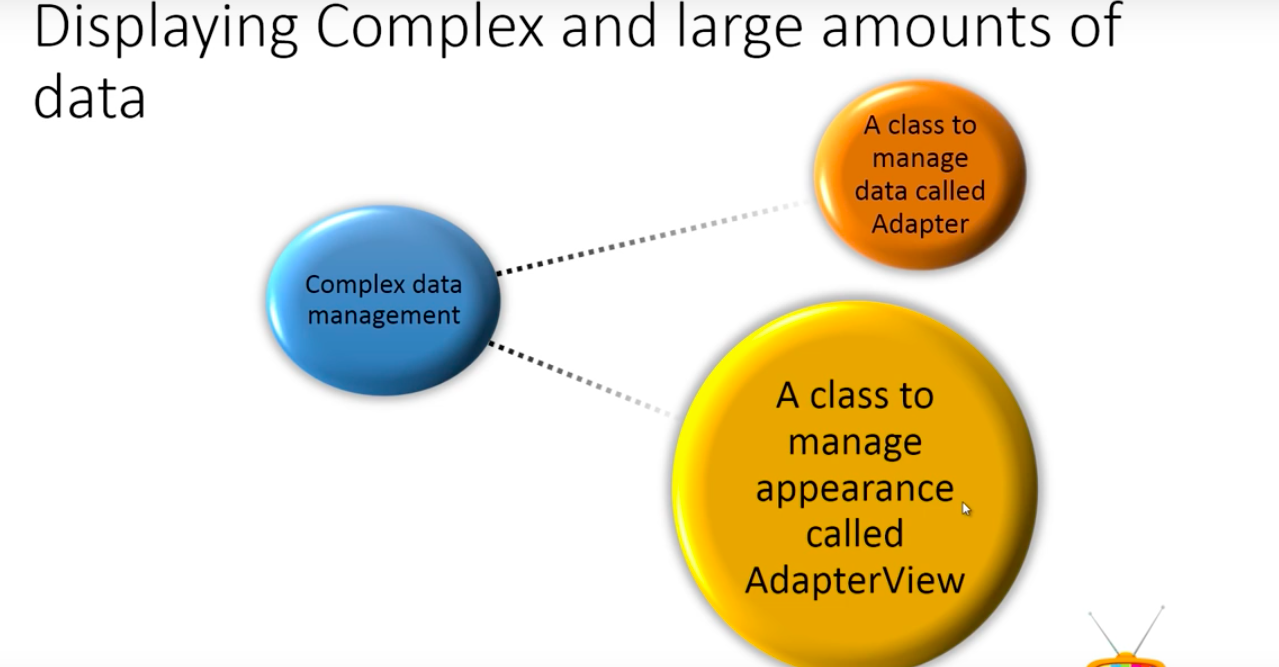 Displaying Complex and large amounts of
data
A class to
manage
data called
Adapter
Complex data
management
A class to
manage
appearance
called
AdapterView